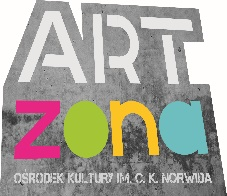 ART
zona
OŚRODEK KULTURY IM. C. K. NORWIDA